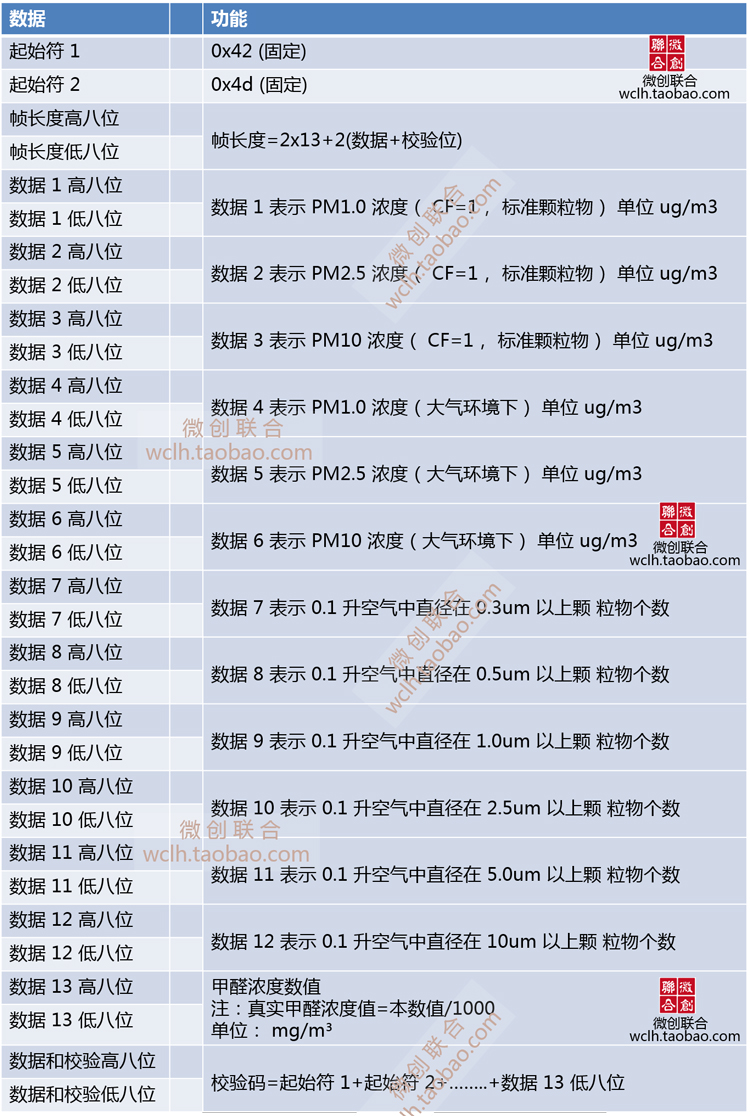 数据 功能
起始符 1 0x42 (固定)
聯微
合創
微创联合
wclh.taobao.com
起始符 2 0x4d (固定)
帧长度高八位
帧长度=2x13+2(数据+校验位)
帧长度低八位
数据 1 高八位
数据 1 表示 PM1.0 浓度（ CF=1 ，标准颗粒物 ） 单位 ug/m3
数据 1 低八位
微创联合
wclh.taobao.com
数据 2 高八位
数据 2 表示 PM2.5 浓度（ CF=1 ，标准颗粒物 ） 单位 ug/m3
数据 2 低八位
数据 3 高八位
数据 3 表示 PM10 浓度（ CF=1 ，标准颗粒物 ） 单位 ug/m3
数据 3 低八位
数据 4 高八位
数据 4 表示 PM1.0 浓度（大气环境下 ） 单位 ug/m3
数据 4 低八位
微创联合
wclh.taobao.com
数据 5 高八位
数据 5 表示 PM2.5 浓度（大气环境下 ） 单位 ug/m3
数据 5 低八位
数据 6 高八位
数据 6 表示 PM10 浓度（大气环境下 ） 单位 ug/m3
数据 6 低八位
聯微
合創
微创联合
wclh.taobao.com
数据 7 高八位
数据 7 表示 0.1 升空气中直径在 0.3um 以上颗 粒物个数
数据 7 低八位
微创联合
wclh.taobao.com
数据 8 高八位
数据 8 表示 0.1 升空气中直径在 0.5um 以上颗 粒物个数
数据 8 低八位
数据 9 高八位
数据 9 表示 0.1 升空气中直径在 1.0um 以上颗 粒物个数
数据 9 低八位
数据 10 高八位
数据 10 表示 0.1 升空气中直径在 2.5um 以上颗 粒物个数
数据 10 低八位
微创联合
wclh.taobao.com
数据 11 高八位
数据 11 表示 0.1 升空气中直径在 5.0um 以上颗 粒物个数
数据 11 低八位
数据 12 高八位
数据 12 表示 0.1 升空气中直径在 10um 以上颗 粒物个数
数据 12 低八位
数据 13 高八位
数据 13 低八位
甲醛浓度数值
注：真实甲醛浓度值=本数值/1000
单位： mg/m³
聯微
合創
微创联合
wclh.taobao.com
数据和校验高八位
校验码=起始符 1+起始符 2+........+数据 13 低八位
数据和校验低八位
微创联合
wclh.taobao.com